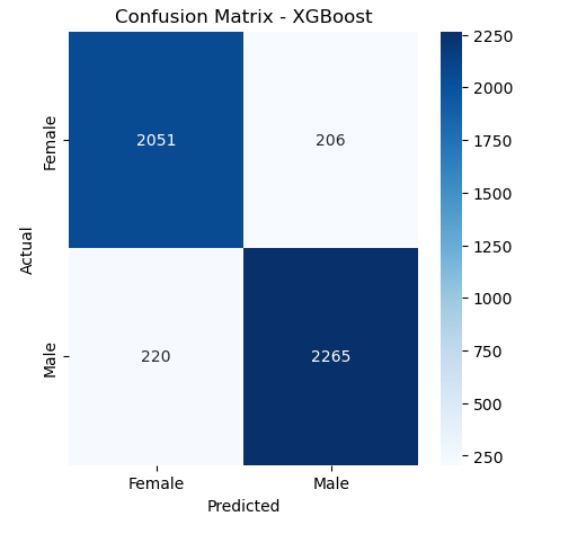 Confusion Matrix - XGBoost
Actual
Female
Male
2051 206
220 2265
Female Male
Predicted
2250
2000
1750
1500
1250
1000
750
500
250